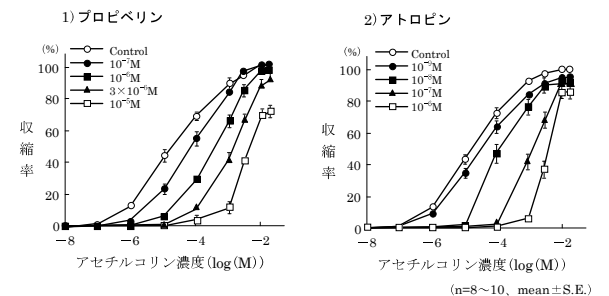 1) プロピベリン
(%)
Control
10⁻⁷M
10⁻⁶M
3×10⁻⁶M
10⁻⁵M
100
80
60
40
20
0
収縮率
−8
−6
−4
−2
アセチルコリン濃度(log(M))
2) アトロピン
(%)
Control
10⁻⁹M
10⁻⁸M
10⁻⁷M
10⁻⁶M
100
80
60
40
20
0
収縮率
−8
−6
−4
−2
アセチルコリン濃度(log(M))
(n=8〜10、mean±S.E.)